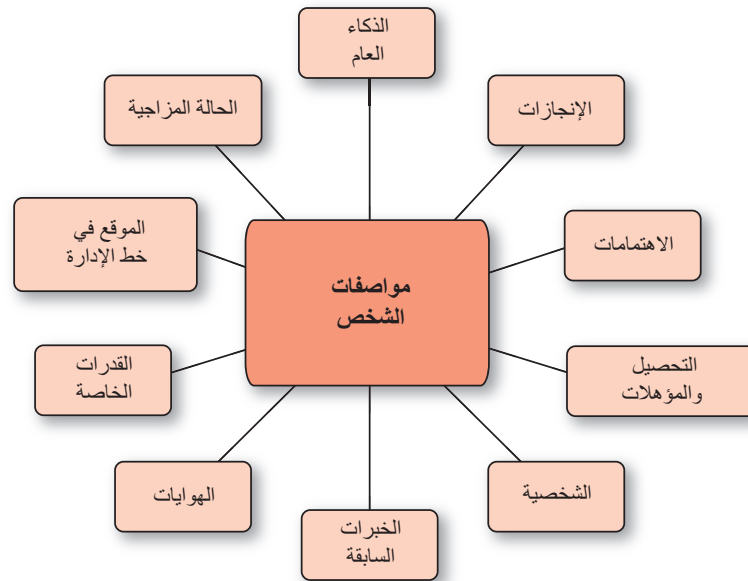 الذكاء
العام
الإنجازات
الحالة المزاجية
الاهتمامات
الموقع في
خط الإدارة
مواصفات
الشخص
التحصيل
والمؤهلات
القدرات
الخاصة
الشخصية
الهوايات
الخبرات
السابقة